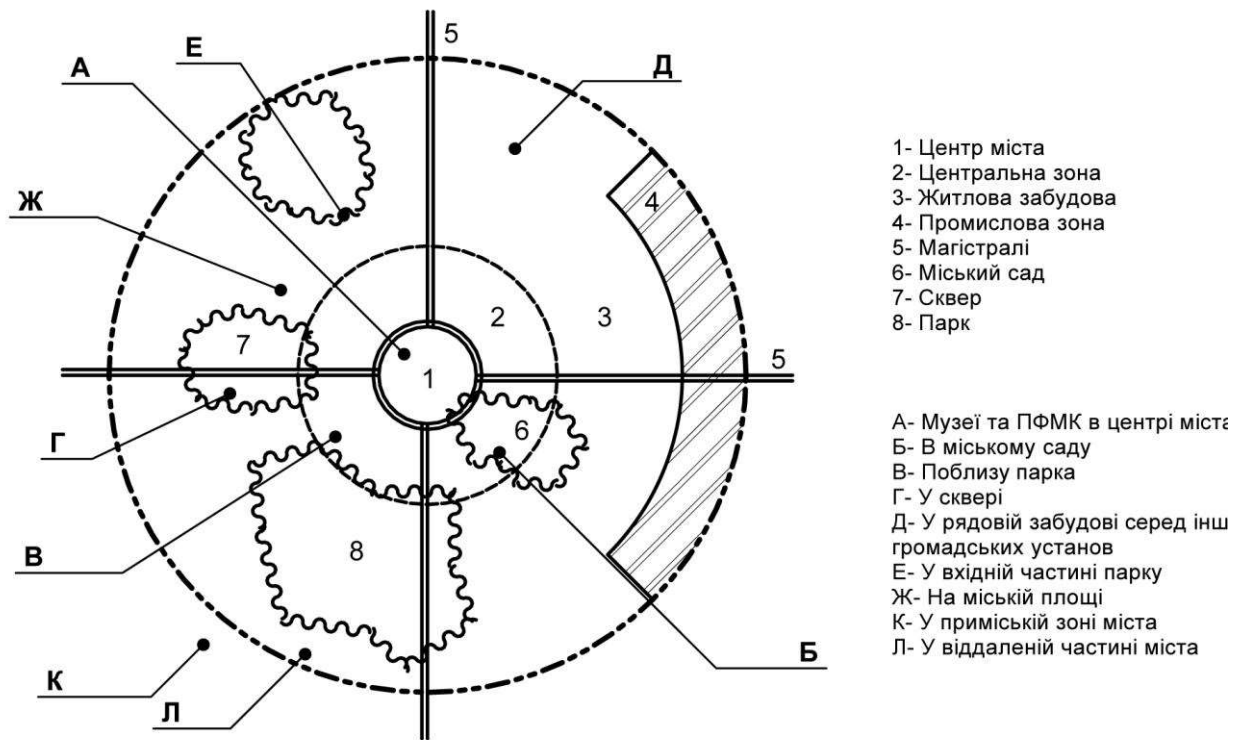 5
Е
А
Д
Ж
4
7
2
3
5
1
6
Г
8
В
Б
К
Л
1- Центр міста
2- Центральна зона
3- Житлова забудова
4- Промислова зона
5- Магістралі
6- Міський сад
7- Сквер
8- Парк
А- Музеї та ПФМК в центрі міста
Б- В міському саду
В- Поблизу парка
Г- У сквері
Д- У рядовій забудові серед інш
громадських установ
Е- У вхідній частині парку
Ж- На міській площі
К- У приміській зоні міста
Л- У віддаленій частині міста